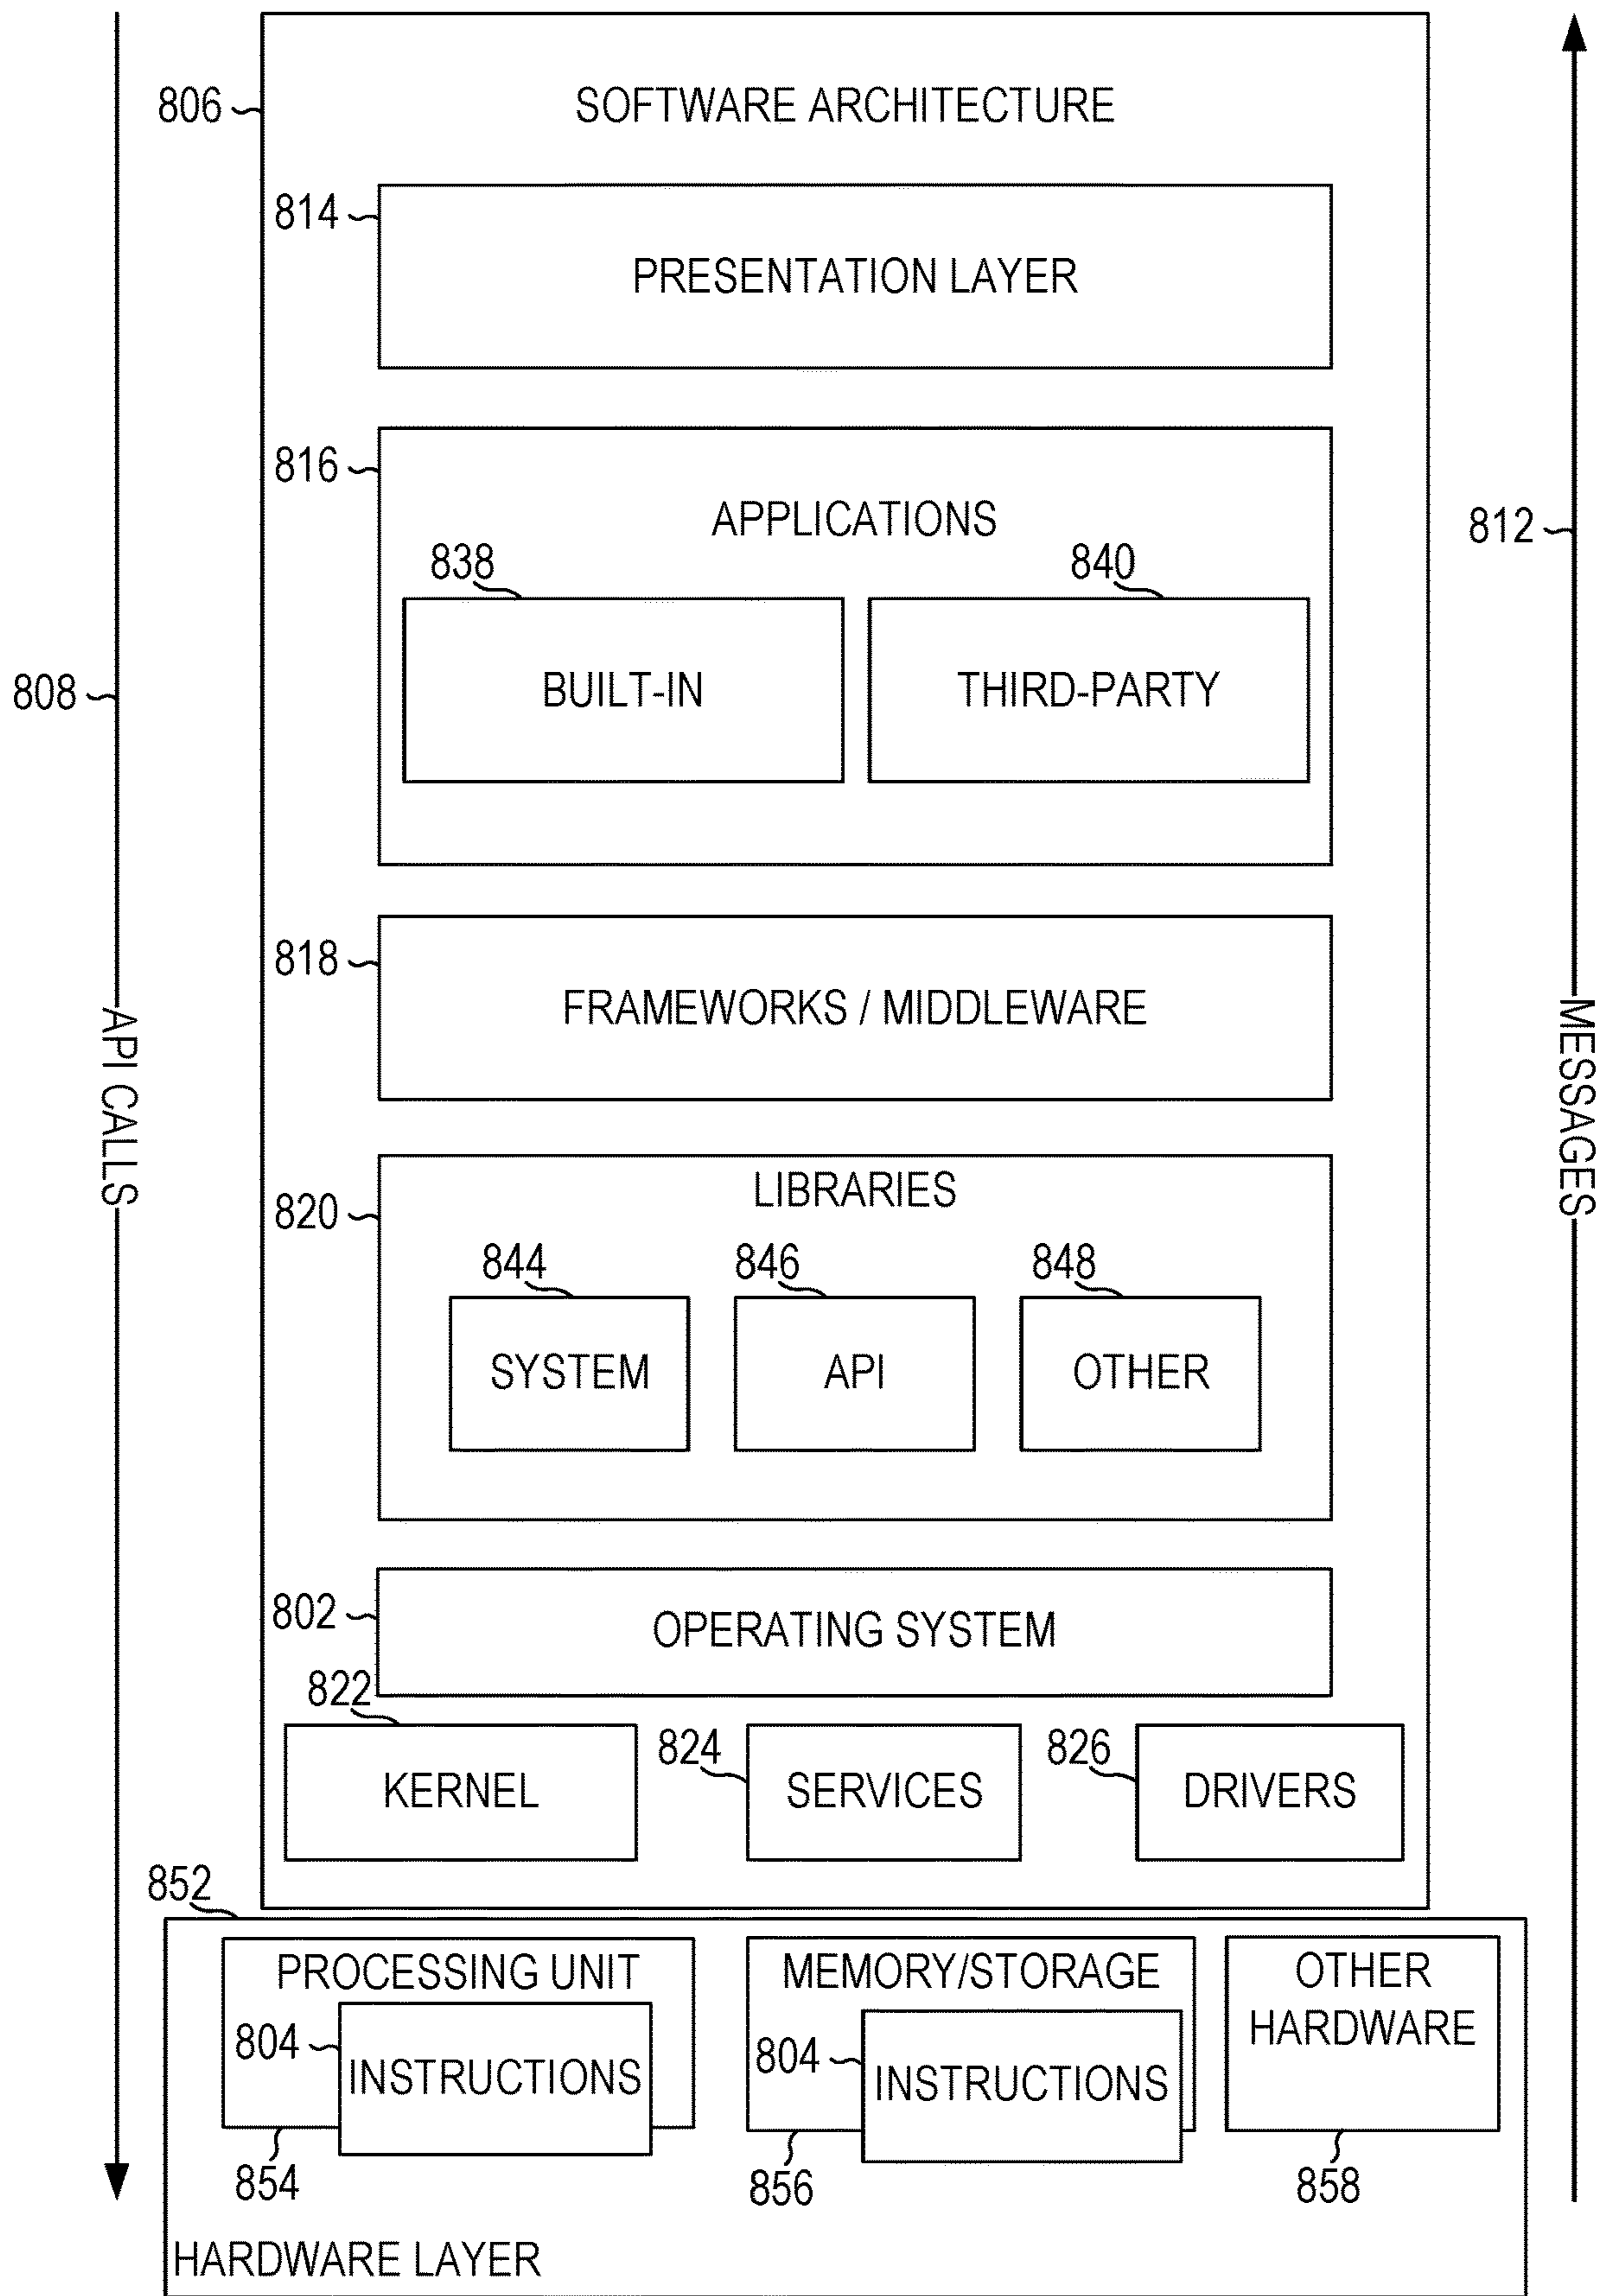 806
SOFTWARE ARCHITECTURE
814
PRESENTATION LAYER
816
APPLICATIONS
812
838
840
BUILT-IN
THIRD-PARTY
808
818
FRAMEWORKS / MIDDLEWARE
API CALLS
MESSAGES
820
LIBRARIES
844
846
848
SYSTEM
API
OTHER
802
OPERATING SYSTEM
822
824
826
KERNEL
SERVICES
DRIVERS
852
PROCESSING UNIT
804
INSTRUCTIONS
854
MEMORY/STORAGE
804
INSTRUCTIONS
856
OTHER
HARDWARE
858
HARDWARE LAYER